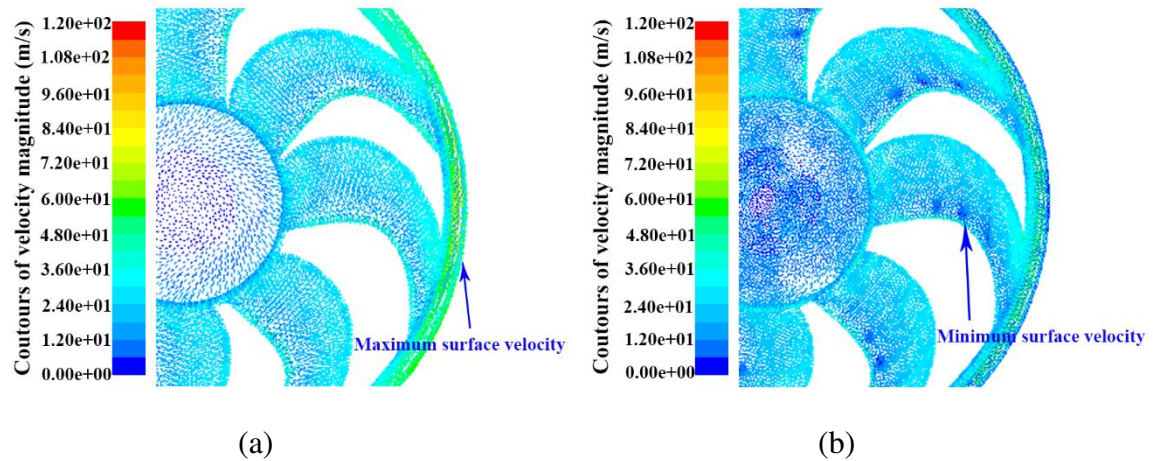 Coutours of velocity magnitude (m/s)
1.20e+02
1.08e+02
9.60e+01
8.40e+01
7.20e+01
6.00e+01
4.80e+01
3.60e+01
2.40e+01
1.20e+01
0.00e+00
Maximum surface velocity
(a)
Coutours of velocity magnitude (m/s)
1.20e+02
1.08e+02
9.60e+01
8.40e+01
7.20e+01
6.00e+01
4.80e+01
3.60e+01
2.40e+01
1.20e+01
0.00e+00
Minimum surface velocity
(b)